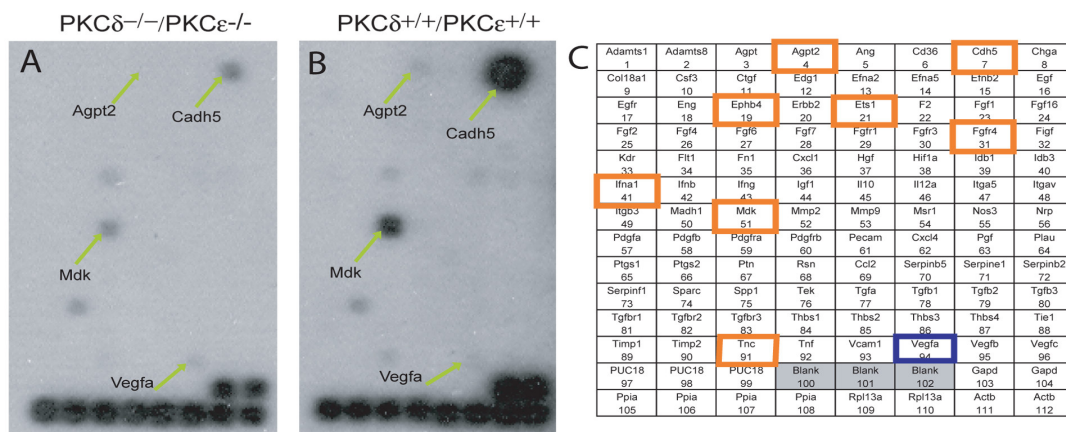 PKCδ−/−/PKCε-/-
PKCδ+/+/PKCε+/+
A
Agpt2
Cadh5
Mdk
Vegfa
B
Agpt2
Cadh5
Mdk
Vegfa
C
Adamts1 Adamts8 Agpt Agpt2 Ang Cd36 Cdh5 Chga
1 2 3 4 5 6 7 8
Col18a1 Csf3 Ctgf Edg1 Efna2 Efna5 Efnb2 Egf
9 10 11 12 13 14 15 16
Egfr Eng Ephb4 Erbb2 Ets1 F2 Fgf1 Fgf16
17 18 19 20 21 22 23 24
Fgf2 Fgf4 Fgf6 Fgf7 Fgfr1 Fgfr3 Fgfr4 Figf
25 26 27 28 29 30 31 32
Kdr Flt1 Fn1 Cxcl1 Hgf Hif1a Idb1 Idb3
33 34 35 36 37 38 39 40
Ifna1 Ifnb Ifng Igf1 Il10 Il12a Itga5 Itgav
41 42 43 44 45 46 47 48
Itgb3 Madh1 Mdk Mmp2 Mmp9 Msr1 Nos3 Nrp
49 50 51 52 53 54 55 56
Pdgfa Pdgfb Pdgfra Pdgfrb Pecam Cxcl4 Pgf Plau
57 58 59 60 61 62 63 64
Ptgs1 Ptgs2 Ptn Rsn Ccl2 Serpinb5 Serpine1 Serpinb2
65 66 67 68 69 70 71 72
Serpinf1 Sparc Spp1 Tek Tgfa Tgfb1 Tgfb2 Tgfb3
73 74 75 76 77 78 79 80
Tgfbr1 Tgfbr2 Tgfbr3 Thbs1 Thbs2 Thbs3 Thbs4 Tie1
81 82 83 84 85 86 87 88
Timp1 Timp2 Tnc Tnf Vcam1 Vegfa Vegfb Vegfc
89 90 91 92 93 94 95 96
PUC18 PUC18 PUC18 Blank Blank Blank Gapd Gapd
97 98 99 100 101 102 103 104
Ppia Ppia Ppia Ppia Rpl13a Rpl13a Actb Actb
105 106 107 108 109 110 111 112